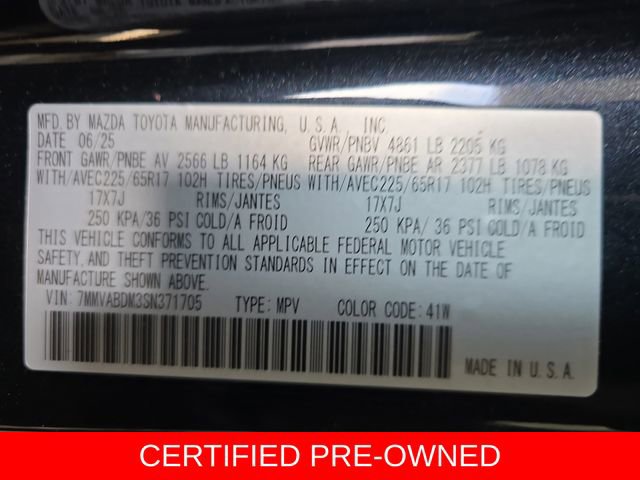 MFD. BY MAZDA TOYOTA MANUFACTURING, U.S.A., INC.
DATE 06/25 GVWR/PNBV 4861 LB 2205 KG
FRONT GAWR/PNBE AV 2566 LB 1164 KG REAR GAWR/PNBE AR 2377 LB 1078 KG
WITH/AVEC225/65R17 102H TIRES/PNEUS WITH/AVEC225/65R17 102H TIRES/PNEUS
17X7J RIMS/JANTES 17X7J RIMS/JANTES
250 KPA/36 PSI COLD/A FROID 250 KPA/ 36 PSI COLD/A FROID
THIS VEHICLE CONFORMS TO ALL APPLICABLE FEDERAL MOTOR VEHICLE
SAFETY, AND THEFT PREVENTION STANDARDS IN EFFECT ON THE DATE OF
MANUFACTURE SHOWN ABOVE.
VIN: 7MMVABDM3SN371705 TYPE: MPV COLOR CODE: 41W
MADE IN U.S.A.
CERTIFIED PRE-OWNED